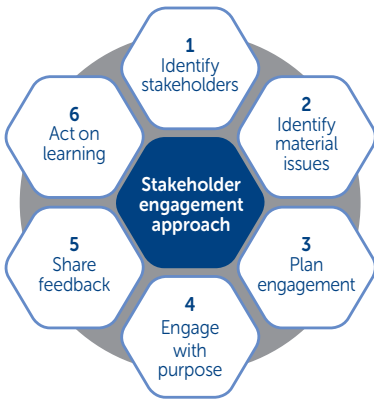 1
Identify
stakeholders
2
Identify
material
issues
3
Plan
engagement
4
Engage
with
purpose
5
Share
feedback
6
Act on
learning
Stakeholder
engagement
approach